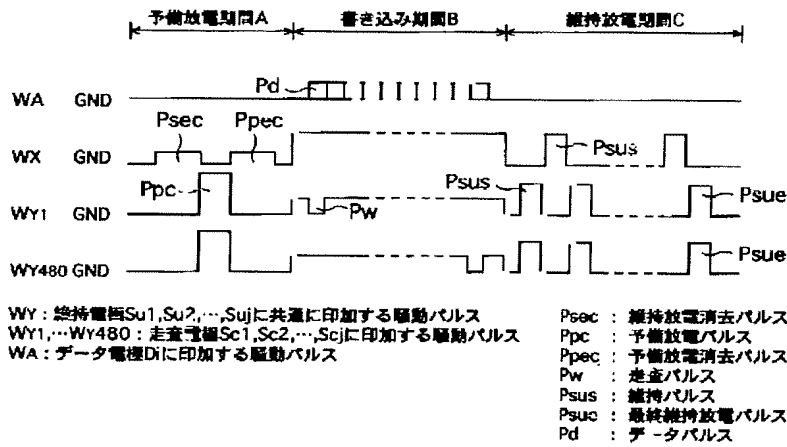 予備放電期間A 書き込み期間B 維持放電期間C
WA GND Pd
Psec Ppec
WX GND Psus
Ppc Psus Psue
WY1 GND Pw
WY480 GND Psue
WY : 維持電極Su1,Su2,…,Sujに共通に印加する駆動パルス
WY1,…WY480 : 走査電極Sc1,Sc2,…,Scjに印加する駆動パルス
WA : データ電極Diに印加する駆動パルス
Psec : 維持放電消去パルス
Ppc : 予備放電パルス
Ppec : 予備放電消去パルス
Pw : 走査パルス
Psus : 維持パルス
Psue : 最終維持放電パルス
Pd : データパルス